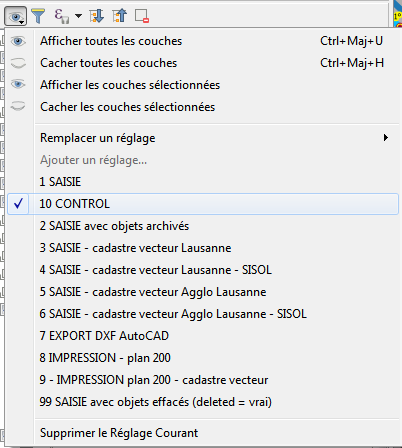 Afficher toutes les couches Ctrl+Maj+U
Cacher toutes les couches Ctrl+Maj+H
Afficher les couches sélectionnées
Cacher les couches sélectionnées
Remplacer un réglage
Ajouter un réglage...
1 SAISIE
10 CONTROL
2 SAISIE avec objets archivés
3 SAISIE - cadastre vecteur Lausanne
4 SAISIE - cadastre vecteur Lausanne - SISOL
5 SAISIE - cadastre vecteur Agglo Lausanne
6 SAISIE - cadastre vecteur Agglo Lausanne - SISOL
7 EXPORT DXF AutoCAD
8 IMPRESSION - plan 200
9 - IMPRESSION plan 200 - cadastre vecteur
99 SAISIE avec objets effacés (deleted = vrai)
Supprimer le Réglage Courant